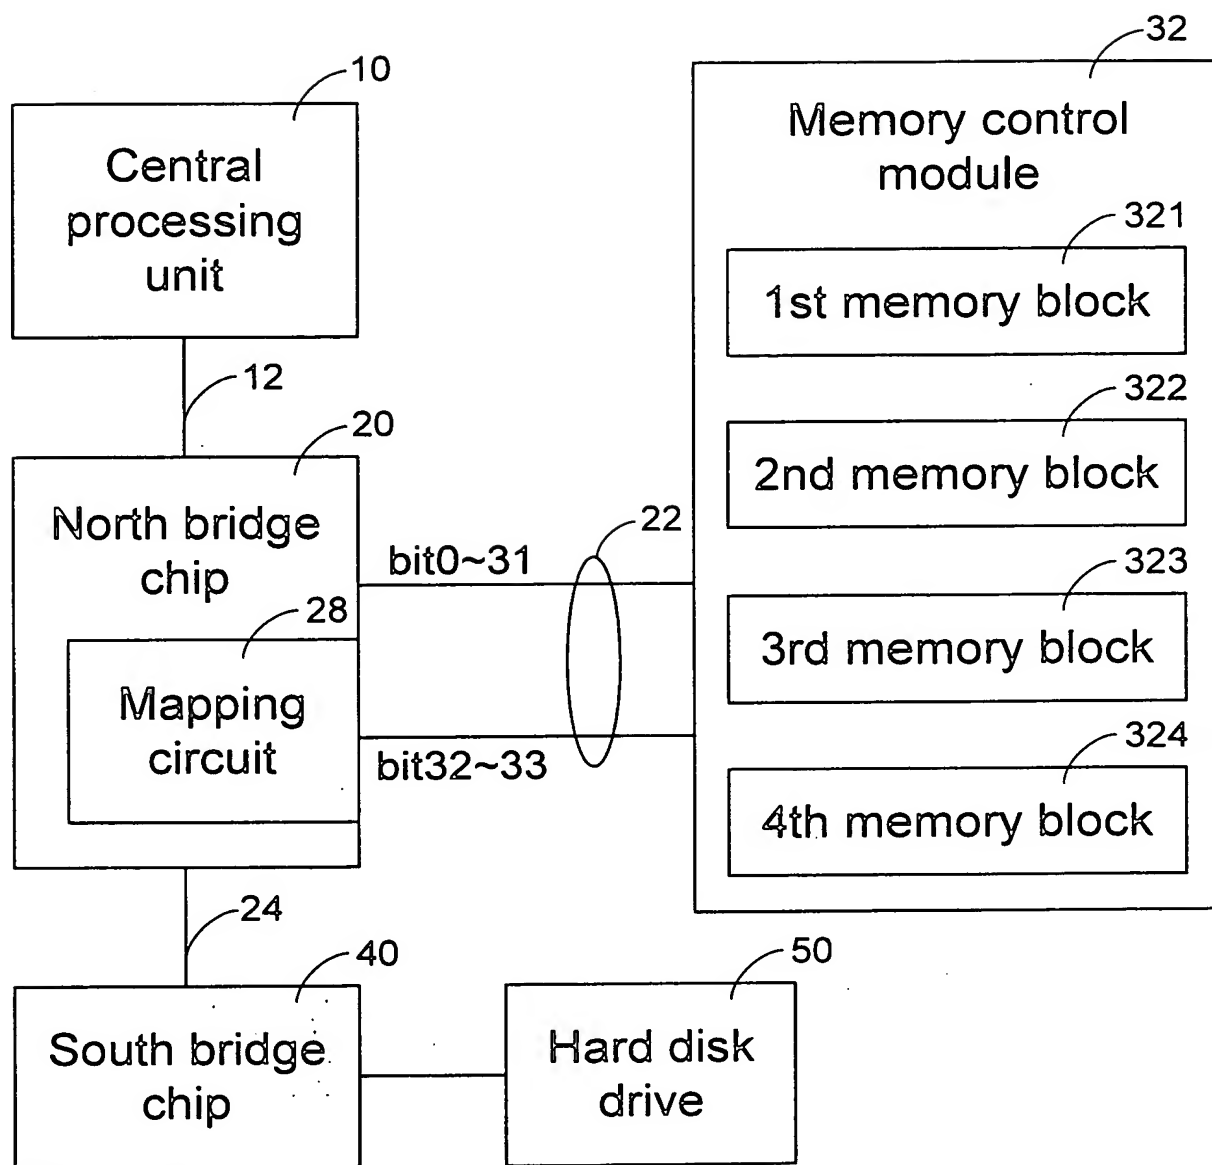 10
Central
processing
unit
12
20
North bridge
chip
28
Mapping
circuit
bit0~31
22
bit32~33
32
Memory control
module
321
1st memory block
322
2nd memory block
323
3rd memory block
324
4th memory block
24
40
South bridge
chip
50
Hard disk
drive